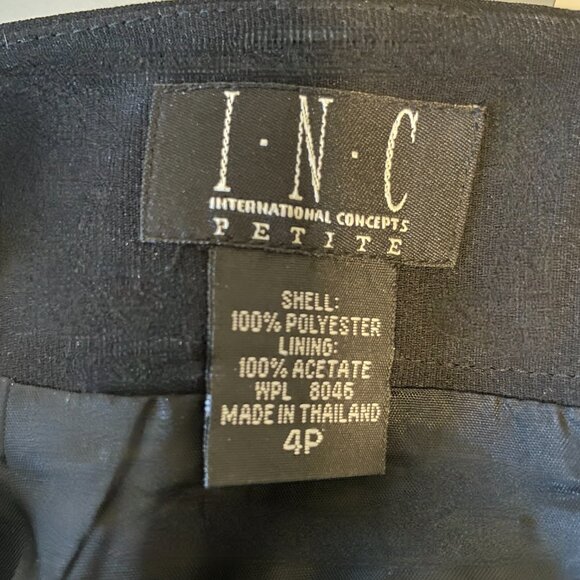 I·N·C
INTERNATIONAL CONCEPTS
PETITE
SHELL:
100% POLYESTER
LINING:
100% ACETATE
WPL 8046
MADE IN THAILAND
4P